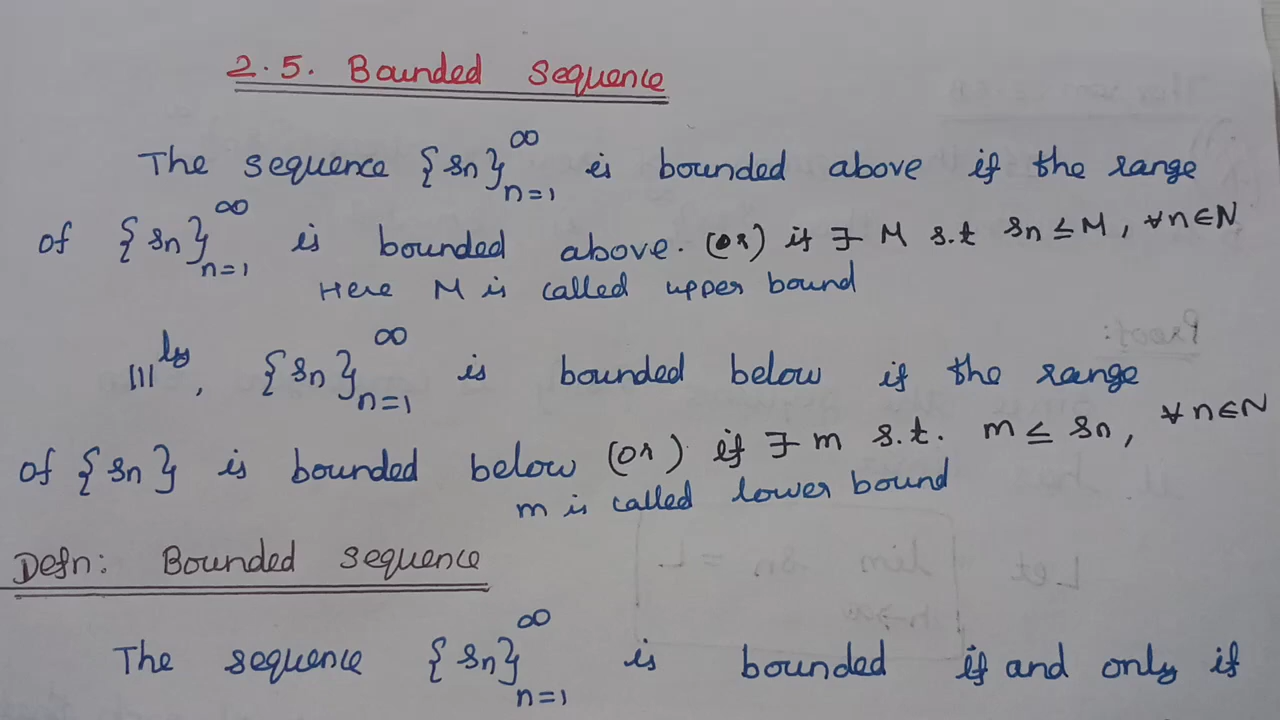 2.5. Bounded Sequence
The sequence {sn}∞n=1 is bounded above if the range
of {sn}∞n=1 is bounded above. (or) if ∃ M s.t sn ≤ M, ∀n∈N
Here M is called upper bound
|||ly, {sn}∞n=1 is bounded below if the range
of {sn} is bounded below (or) if ∃ m s.t. m ≤ sn, ∀n∈N
m is called lower bound
Defn: Bounded sequence
The sequence {sn}∞n=1 is bounded if and only if